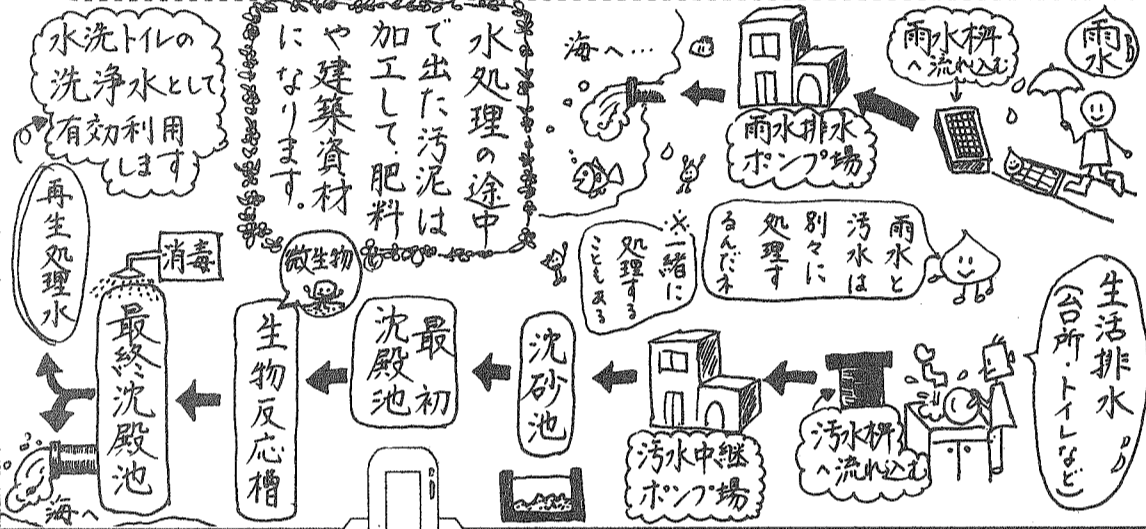 雨水
雨水桝
へ流れ込む
雨水排水
ポンプ場
海へ…
水処理の途中
で出た汚泥は
加工して、肥料
や建築資材
になります。
水洗トイレの
洗浄水として
有効利用
します
雨水と
汚水は
別々に
処理す
るんだネ
※一緒に
処理する
こともある
生活排水
(台所・トイレなど)
汚水桝
へ流れ込む
汚水中継
ポンプ場
沈砂池
最初
沈殿池
微生物
生物反応槽
消毒
最終沈殿池
再生処理水
海へ